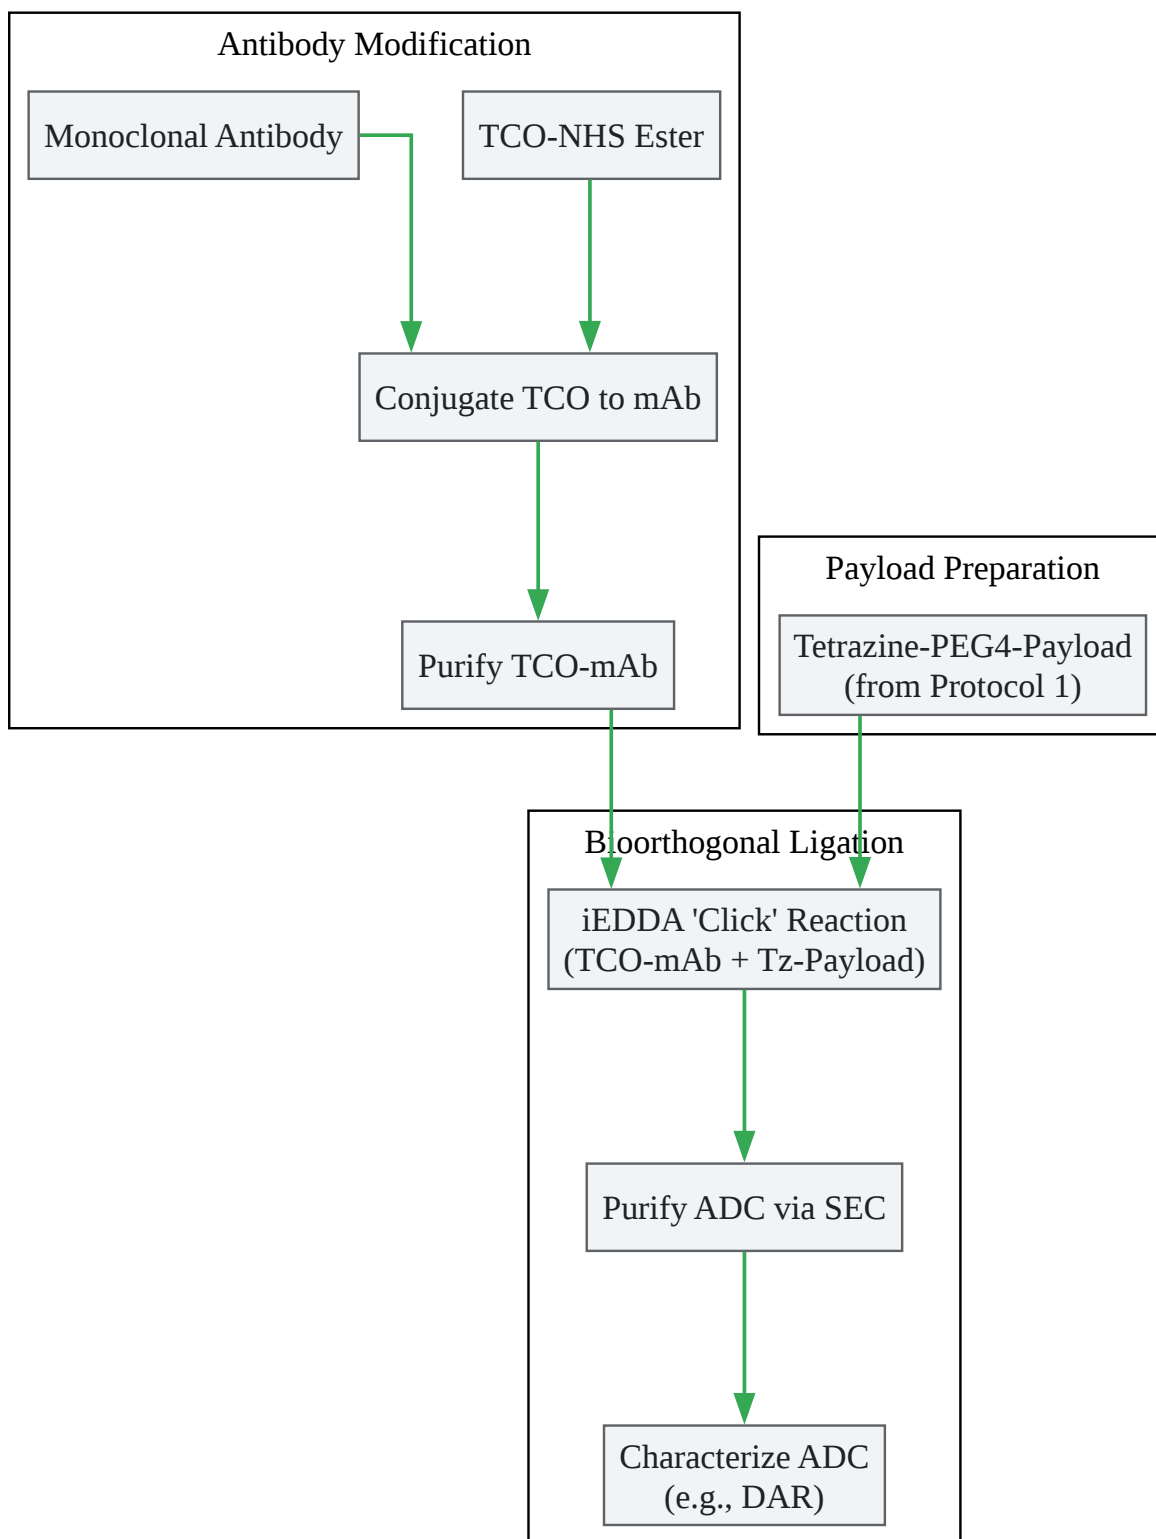 Antibody Modification
Monoclonal Antibody
TCO-NHS Ester
Conjugate TCO to mAb
Purify TCO-mAb
Payload Preparation
Tetrazine-PEG4-Payload
(from Protocol 1)
Bioorthogonal Ligation
iEDDA 'Click' Reaction
(TCO-mAb + Tz-Payload)
Purify ADC via SEC
Characterize ADC
(e.g., DAR)